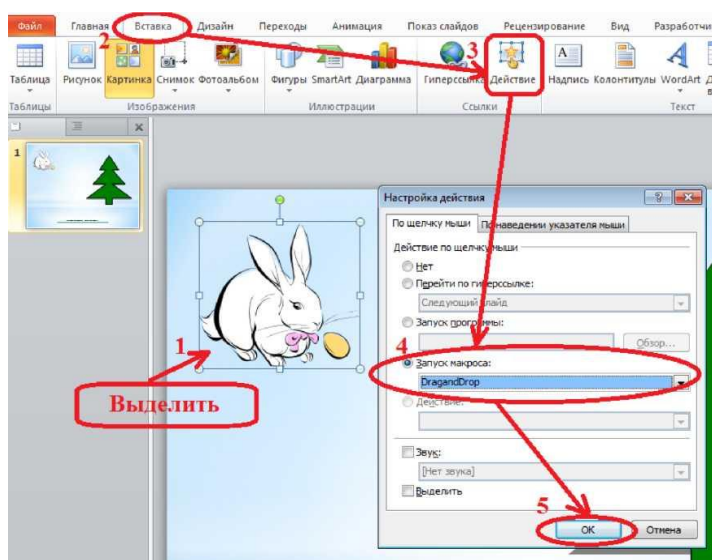 Файл Главная Вставка Дизайн Переходы Анимация Показ слайдов Рецензирование Вид
2 3
Таблица Рисунок Картинка Снимок Фотоальбом Фигуры SmartArt Диаграмма Гиперссылка Действие Надпись Колонтитулы WordArt
Таблицы Изображения Иллюстрации Ссылки Текст
1
Настройка действия
По щелчку мыши По наведении указателя мыши
Действие по щелчку мыши
Нет
Перейти по гиперссылке:
Следующий слайд
Запуск программы:
Обзор...
1
4
Запуск макроса:
DragandDrop
Выделить
Действие:
Звук:
[Нет звука]
Выделить
5
ОК Отмена